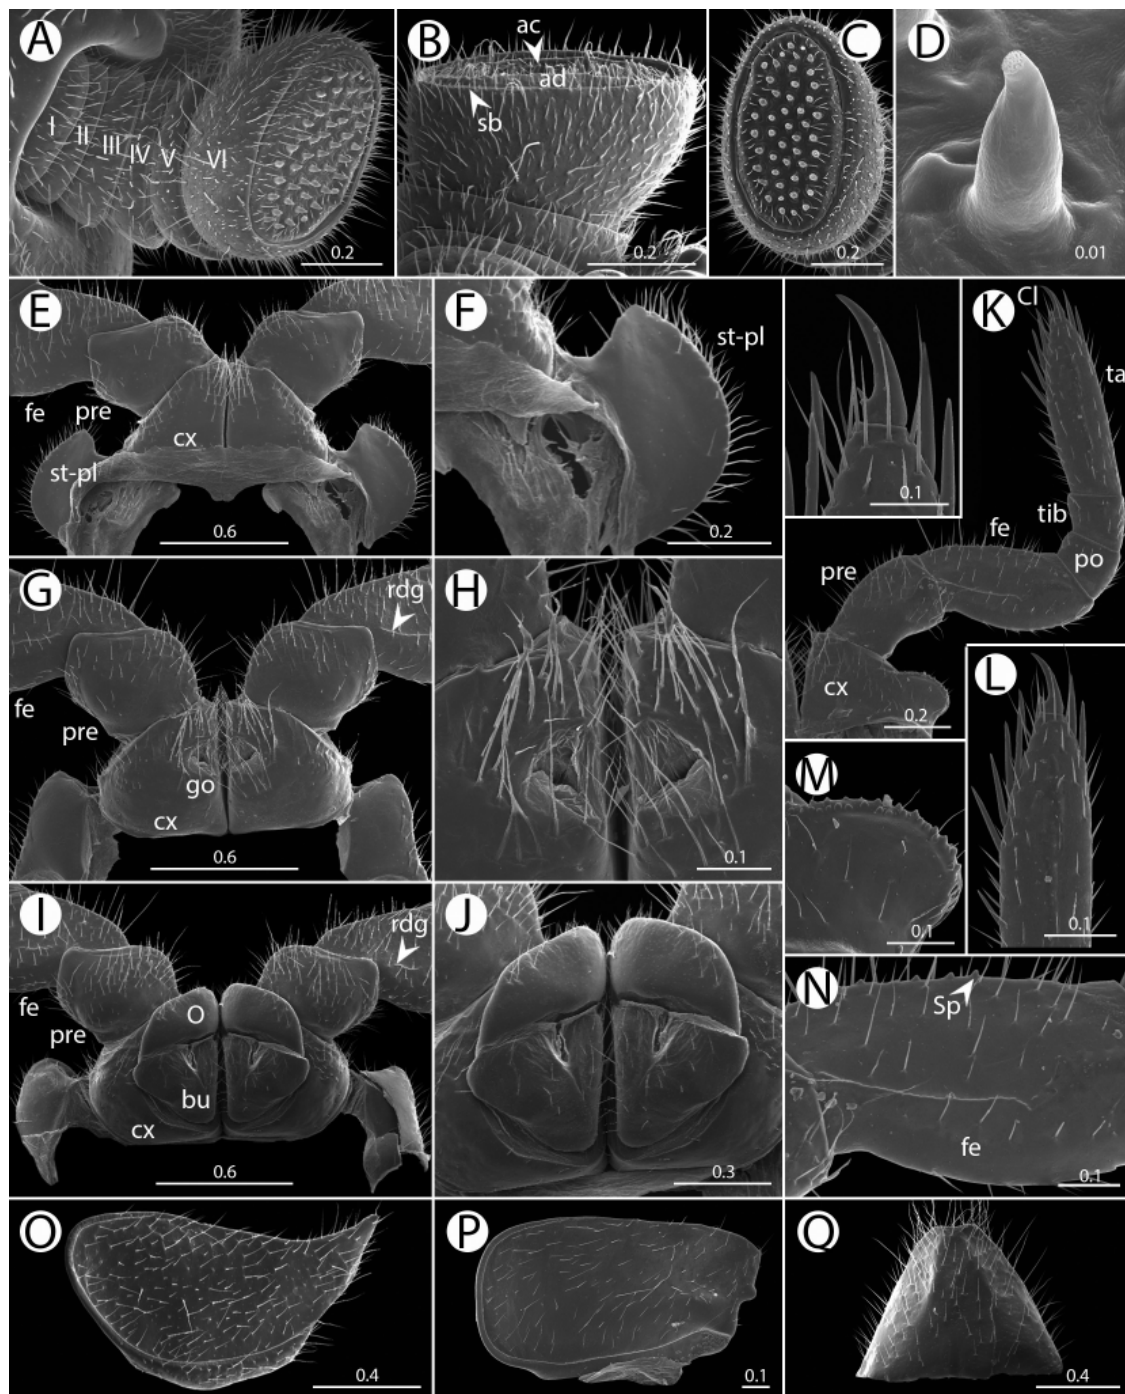 A
I
II
III
IV
V
VI
0.2
B
ac
ad
sb
0.2
C
0.2
D
0.01
E
fe
pre
cx
st-pl
0.6
F
st-pl
0.2
0.1
K
Cl
ta
tib
fe
po
pre
cx
0.2
G
rdg
fe
pre
go
cx
0.6
H
0.1
L
0.1
M
0.1
I
rdg
fe
O
pre
bu
cx
0.6
J
0.3
N
Sp
fe
0.1
O
0.4
P
0.1
Q
0.4